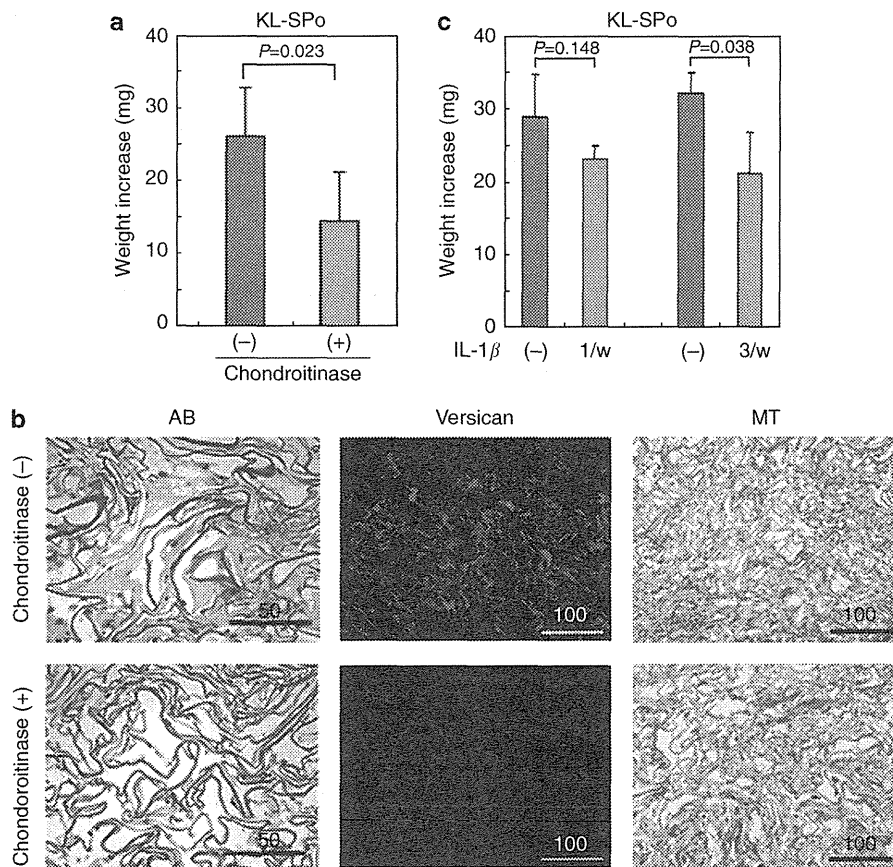 a
KL-SPo
40
30
20
10
0
Weight increase (mg)
P=0.023
(–) (+)
Chondroitinase
c
KL-SPo
40
30
20
10
0
Weight increase (mg)
P=0.148
P=0.038
IL-1β (–) 1/w (–) 3/w
b
AB Versican MT
Chondroitinase (–)
50 100 100
Chondoroitinase (+)
50 100 100